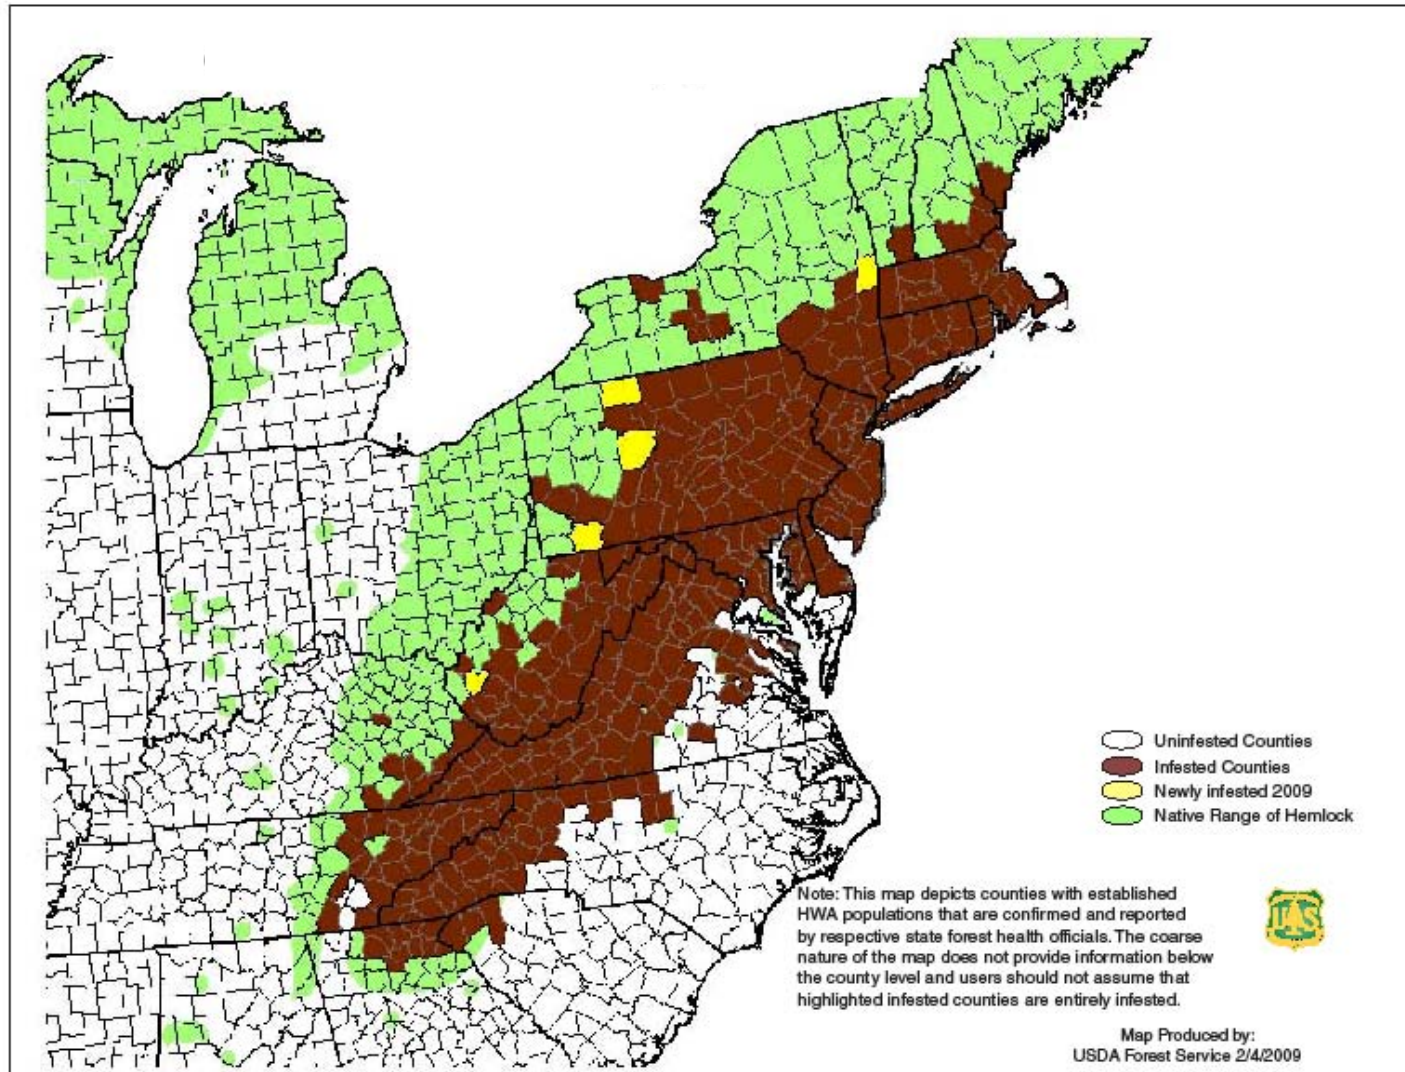 Uninfested Counties
Infested Counties
Newly infested 2009
Native Range of Hemlock
Note: This map depicts counties with established
HWA populations that are confirmed and reported
by respective state forest health officials. The coarse
nature of the map does not provide information below
the county level and users should not assume that
highlighted infested counties are entirely infested.
Map Produced by:
USDA Forest Service 2/4/2009